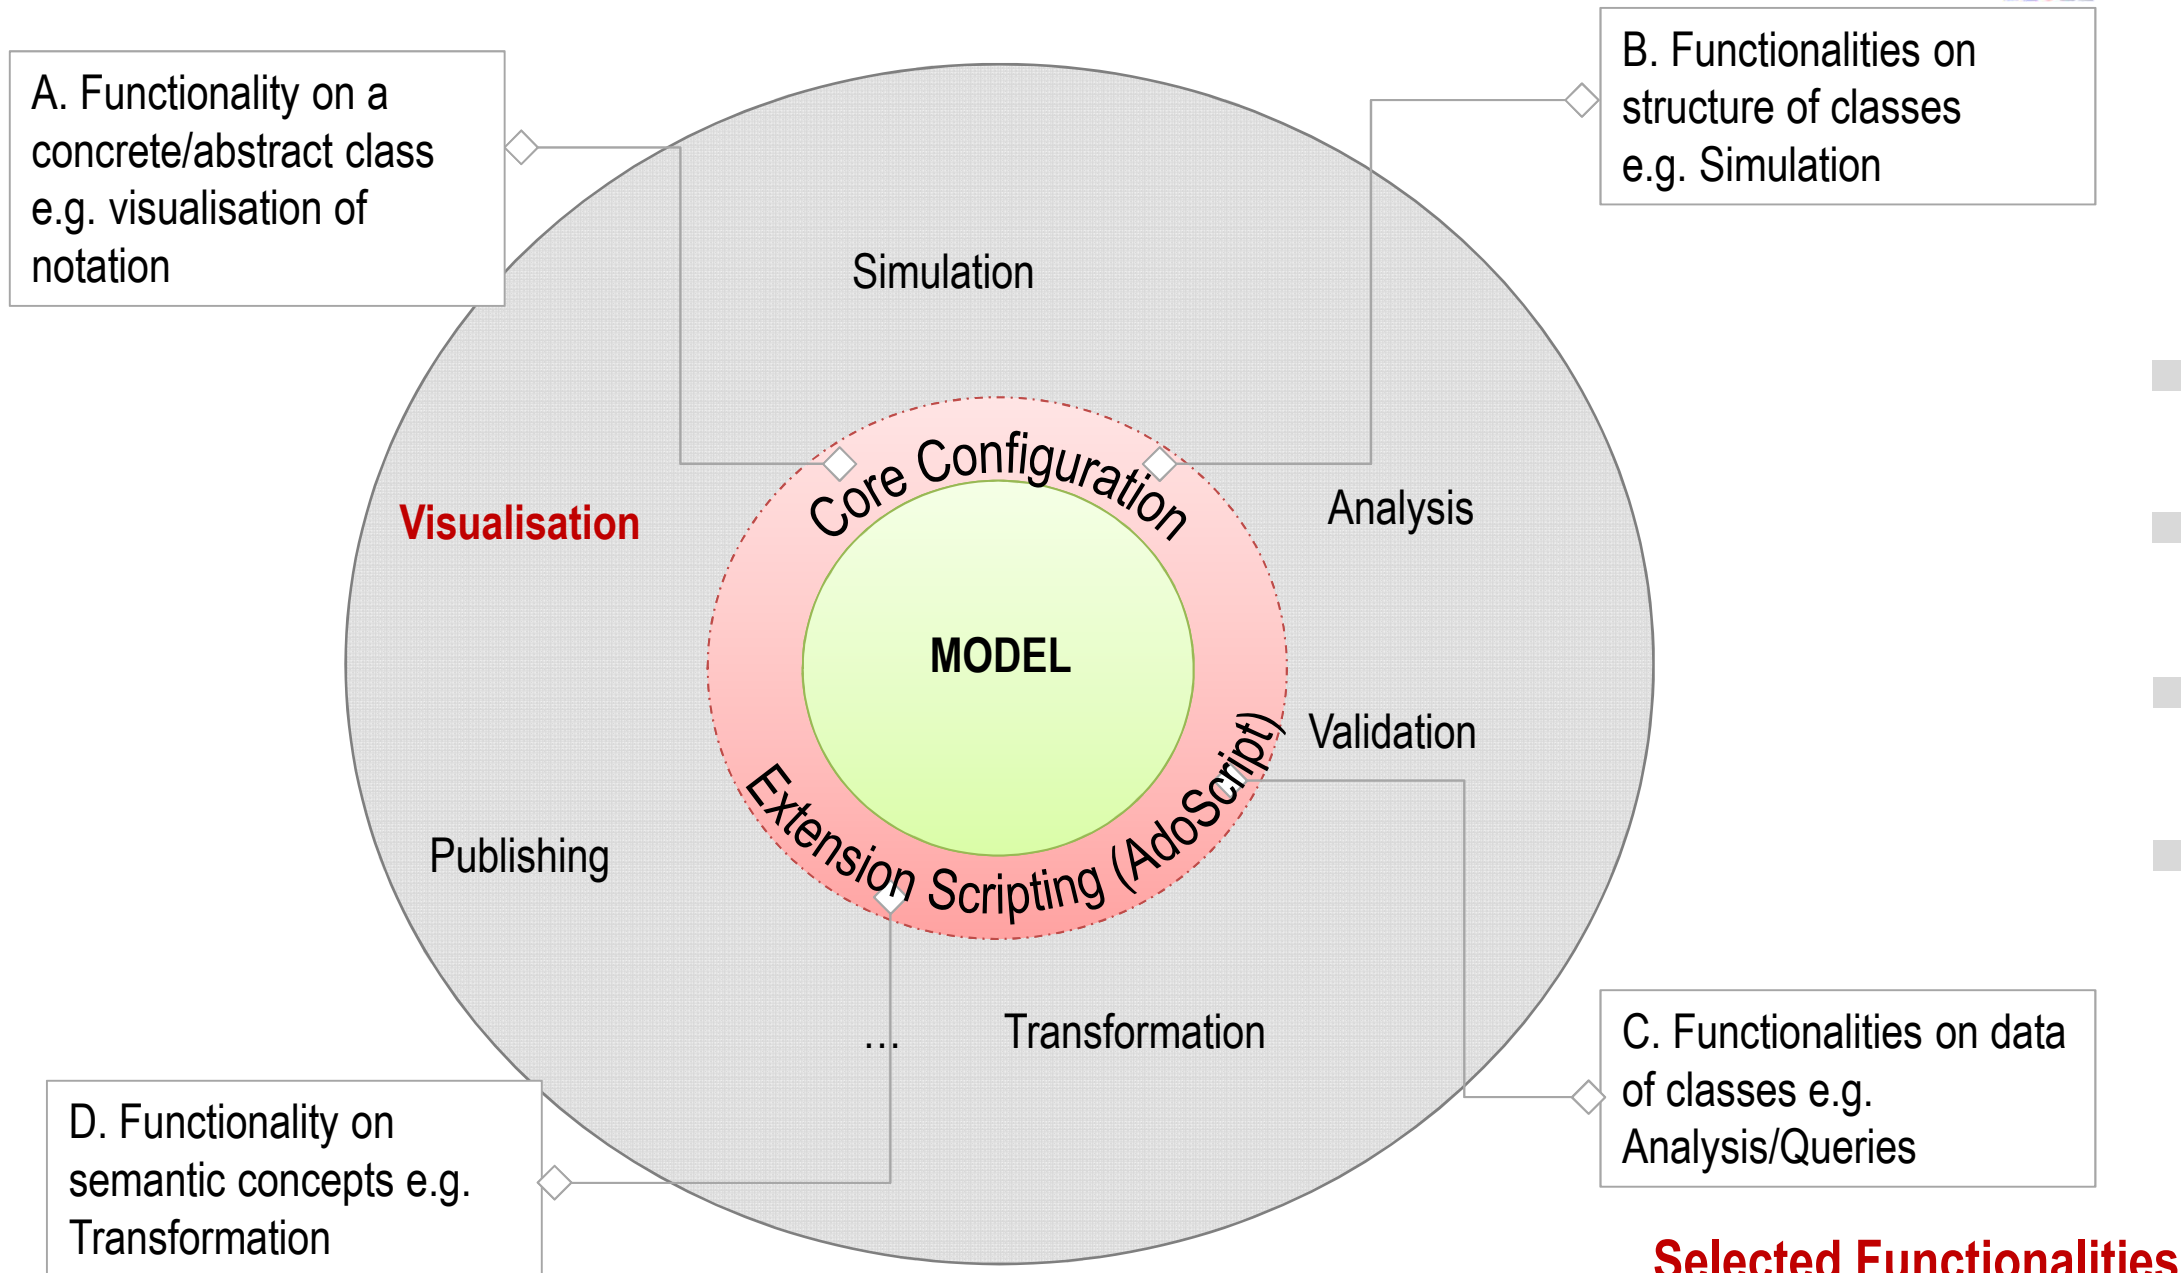 A. Functionality on a
concrete/abstract class
e.g. visualisation of
notation
B. Functionalities on
structure of classes
e.g. Simulation
Simulation
Core Configuration
Visualisation
Analysis
MODEL
Validation
Extension Scripting (AdoScript)
Publishing
...
Transformation
C. Functionalities on data
of classes e.g.
Analysis/Queries
D. Functionality on
semantic concepts e.g.
Transformation
Selected Functionalities